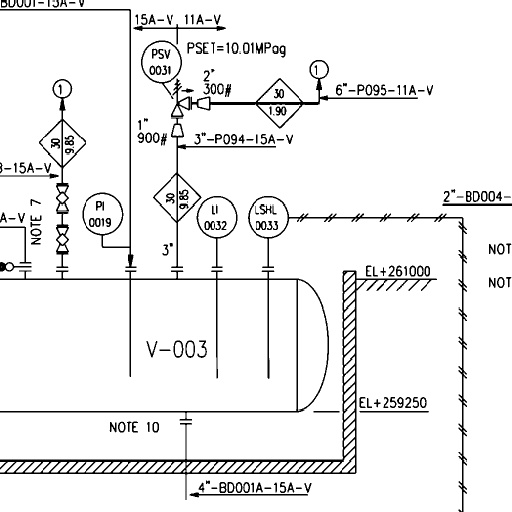 BD001-15A-V
15A-V 11A-V
PSV
0031
PSET=10.01MPag
2"
300#
1
1
30
1.90
6"-P095-11A-V
1"
900#
3"-P094-15A-V
30
9.85
B-15A-V
30
9.85
2"-BD004-
NOTE 7
PI
0019
LI
0032
LSHL
0033
A-V
3"
NOT
NOT
EL+261000
V-003
EL+259250
NOTE 10
4"-BD001A-15A-V